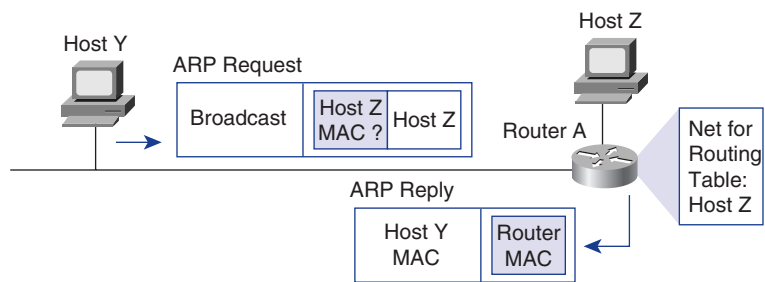 Host Z
Host Y
ARP Request
Broadcast
Host Z
MAC ?
Host Z
Router A
Net for
Routing
Table:
Host Z
ARP Reply
Host Y
MAC
Router
MAC